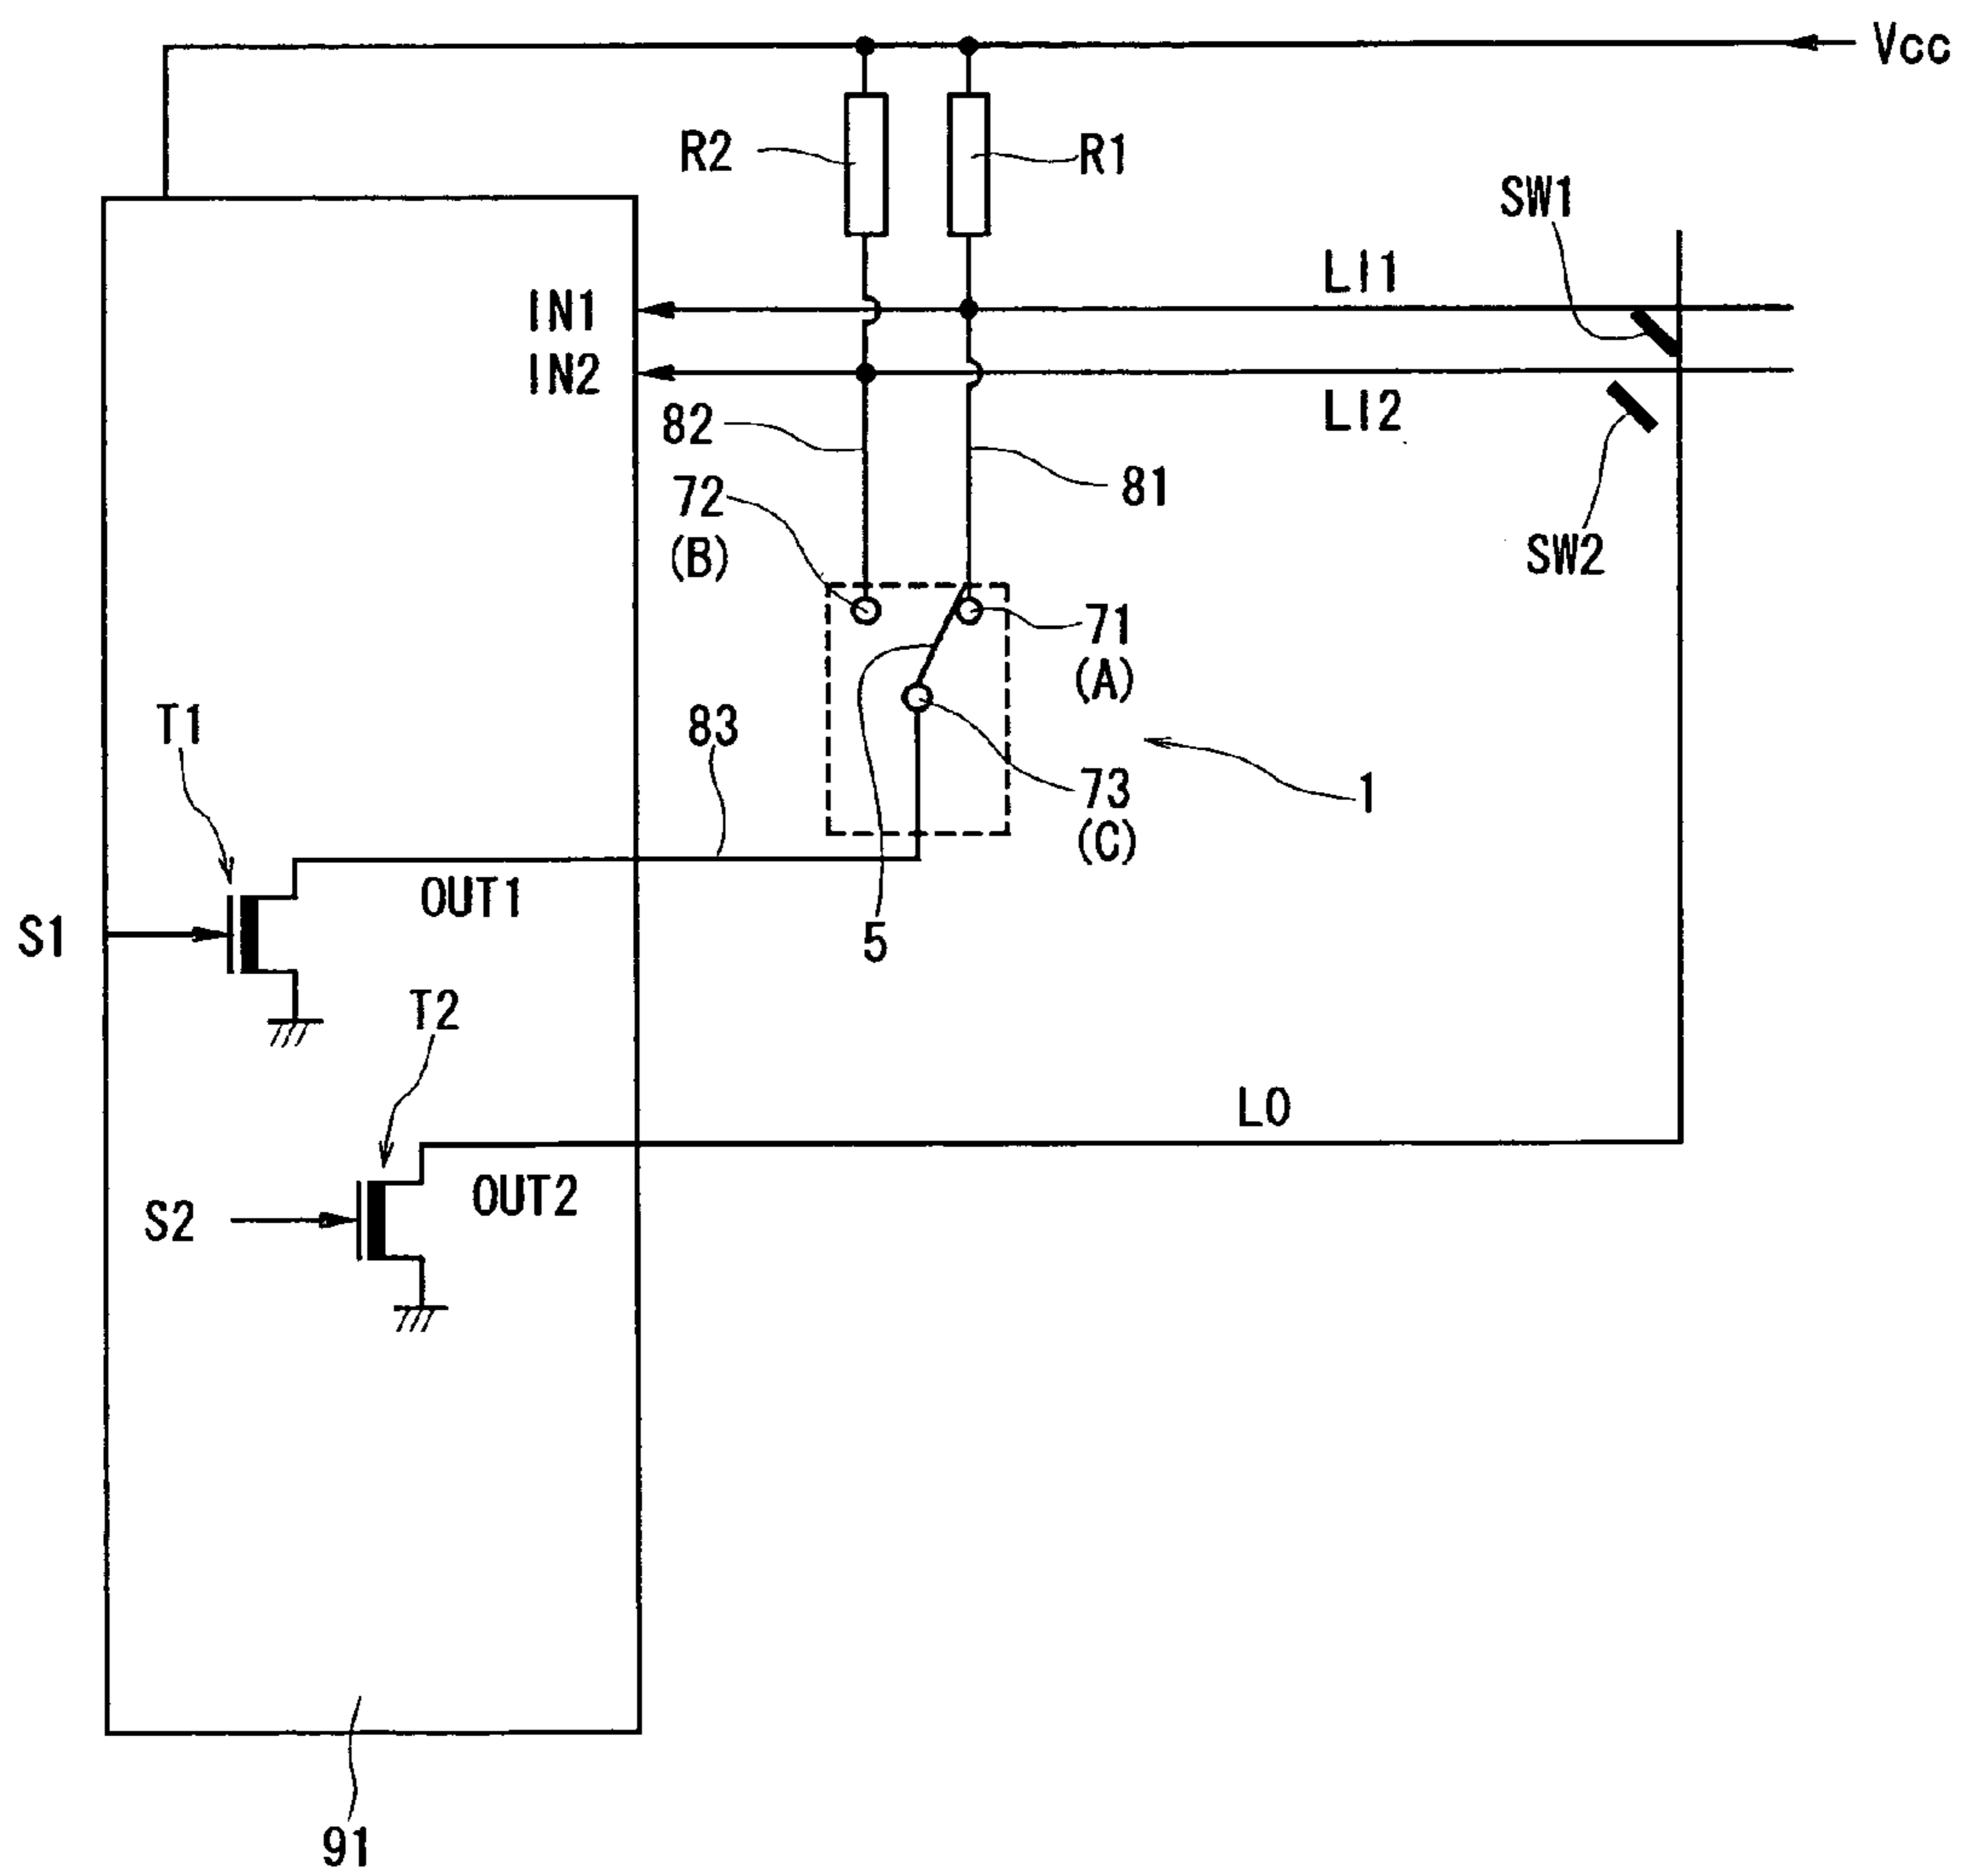 Vcc
R2
R1
SW1
LI1
IN1
IN2
LI2
82
81
72
(B)
SW2
71
(A)
T1
83
73
(C)
1
OUT1
S1
5
T2
LO
OUT2
S2
91